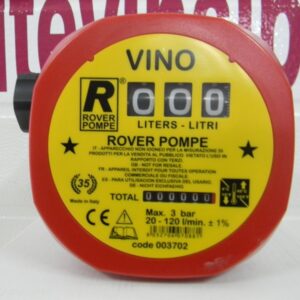 VINO
R
®
ROVER
POMPE
000
LITERS - LITRI
ROVER POMPE
IT - APPARECCHIO NON IDONEO PER LA MISURAZIONE DI
PRODOTTI PER LA VENDITA AL PUBBLICO. VIETATO L'USO IN
RAPPORTO CON TERZI.
GB - NOT FOR RESALE
FR - APPAREIL INTERDIT POUR TOUTES OPERATION
COMMERCIALES OU FISCALES.
ES - PARA UTILIZACION EXCLUSIVA DEL USUARIO.
DE - NICHT EICHFAEHIG
35
TOTAL 000000
Made in Italy
CE
Max. 3 bar
20 - 120 l/min. ± 1%
code 003702